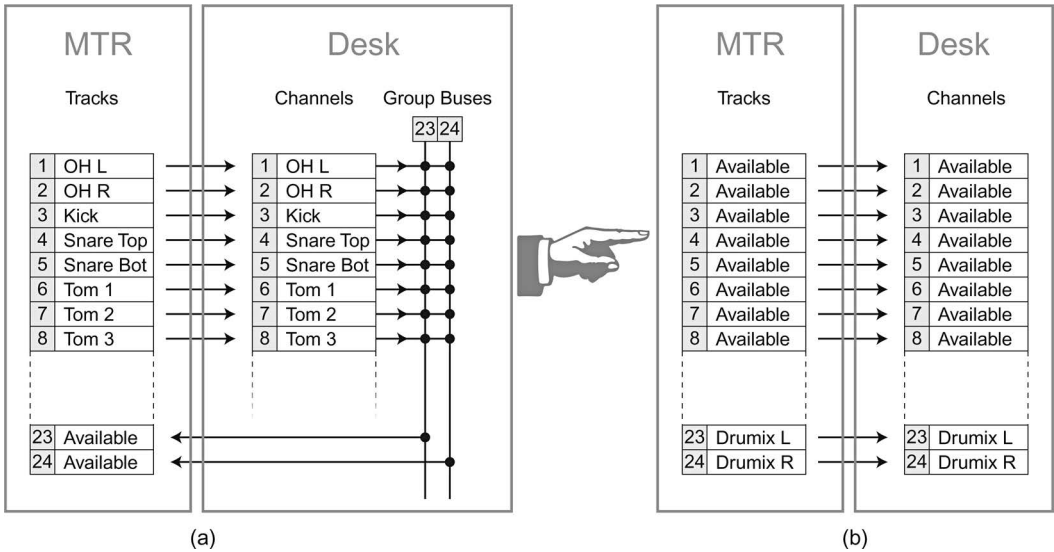 MTR Desk MTR Desk
Tracks Channels Group Buses Tracks Channels
23 24
1 OH L 1 OH L 1 Available 1 Available
2 OH R 2 OH R 2 Available 2 Available
3 Kick 3 Kick 3 Available 3 Available
4 Snare Top 4 Snare Top 4 Available 4 Available
5 Snare Bot 5 Snare Bot 5 Available 5 Available
6 Tom 1 6 Tom 1 6 Available 6 Available
7 Tom 2 7 Tom 2 7 Available 7 Available
8 Tom 3 8 Tom 3 8 Available 8 Available
23 Available 23 Drumix L 23 Drumix L
24 Available 24 Drumix R 24 Drumix R
(a) (b)